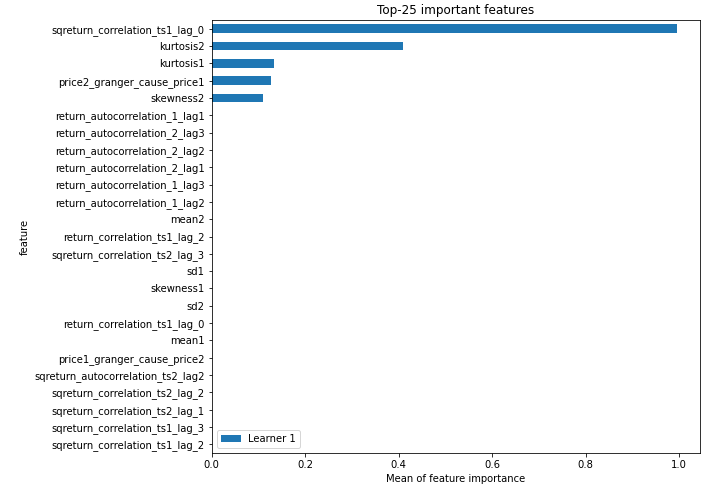 Top-25 important features
sqreturn_correlation_ts1_lag_0
kurtosis2
kurtosis1
price2_granger_cause_price1
skewness2
return_autocorrelation_1_lag1
return_autocorrelation_2_lag3
return_autocorrelation_2_lag2
return_autocorrelation_2_lag1
return_autocorrelation_1_lag3
return_autocorrelation_1_lag2
mean2
return_correlation_ts1_lag_2
sqreturn_correlation_ts2_lag_3
sd1
skewness1
sd2
return_correlation_ts1_lag_0
mean1
price1_granger_cause_price2
sqreturn_autocorrelation_ts2_lag2
sqreturn_correlation_ts2_lag_2
sqreturn_correlation_ts2_lag_1
sqreturn_correlation_ts1_lag_3
sqreturn_correlation_ts1_lag_2
feature
Learner 1
0.0 0.2 0.4 0.6 0.8 1.0
Mean of feature importance